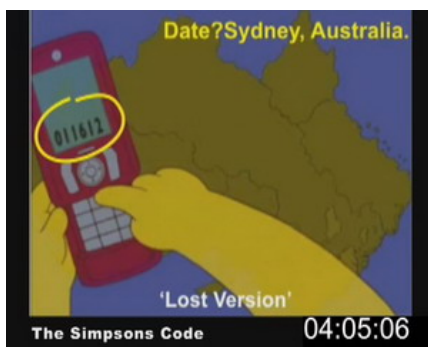 Date?Sydney, Australia.
011612
'Lost Version'
The Simpsons Code
04:05:06